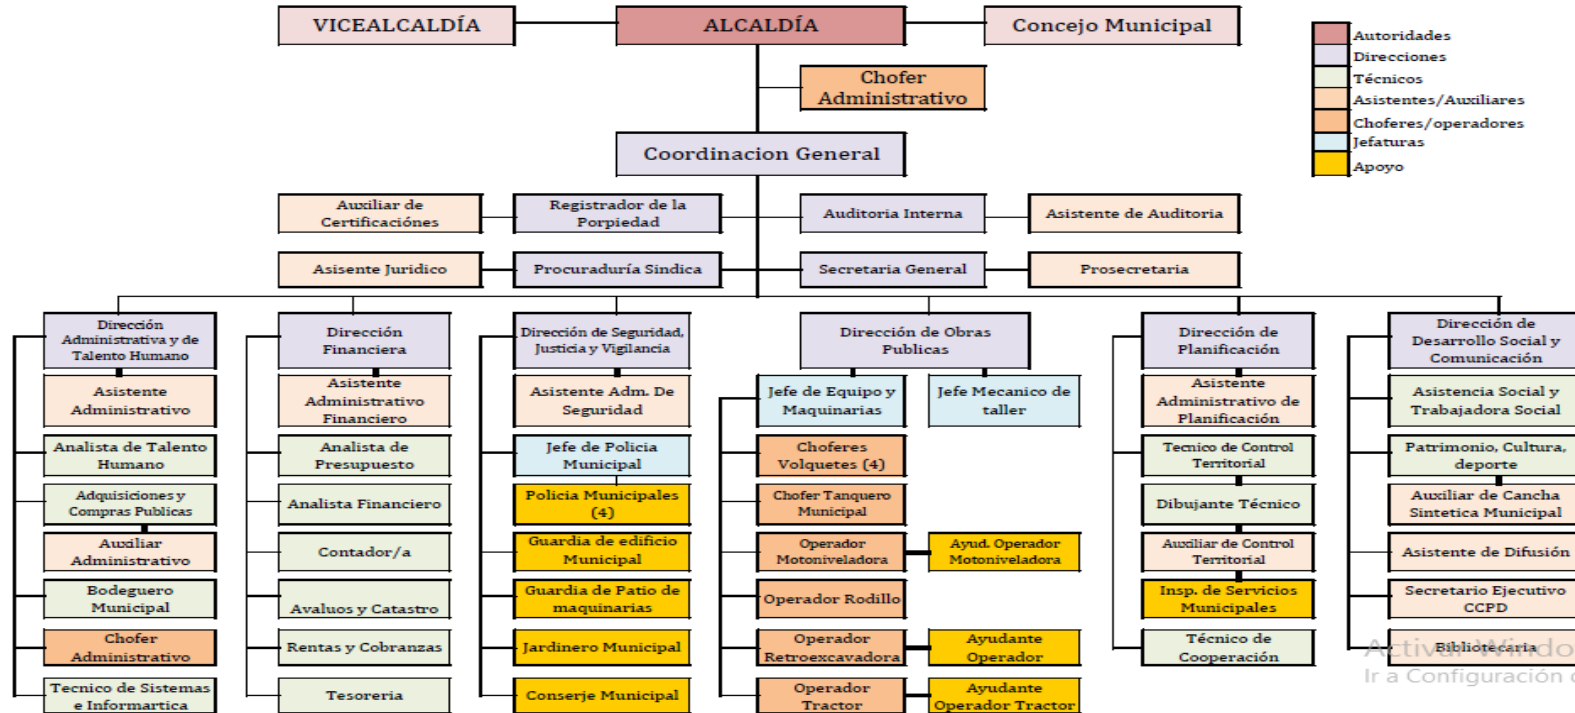 VICEALCALDÍA
ALCALDÍA
Concejo Municipal
Autoridades
Direcciones
Técnicos
Asistentes/Auxiliares
Choferes/operadores
Jefaturas
Apoyo
Chofer
Administrativo
Coordinacion General
Auxiliar de
Certificaciónes
Registrador de la
Porpiedad
Auditoria Interna
Asistente de Auditoria
Asisente Juridico
Procuraduría Sindica
Secretaria General
Prosecretaria
Dirección
Administrativa y de
Talento Humano
Asistente
Administrativo
Analista de Talento
Humano
Adquisiciones y
Compras Publicas
Auxiliar
Administrativo
Bodeguero
Municipal
Chofer
Administrativo
Tecnico de Sistemas
e Informartica
Dirección
Financiera
Asistente
Administrativo
Financiero
Analista de
Presupuesto
Analista Financiero
Contador/a
Avaluos y Catastro
Rentas y Cobranzas
Tesoreria
Dirección de Seguridad,
Justicia y Vigilancia
Asistente Adm. De
Seguridad
Jefe de Policia
Municipal
Policia Municipales
(4)
Guardia de edificio
Municipal
Guardia de Patio de
maquinarias
Jardinero Municipal
Conserje Municipal
Dirección de Obras
Publicas
Jefe de Equipo y
Maquinarias
Jefe Mecanico de
taller
Choferes
Volquetes (4)
Chofer Tanquero
Municipal
Operador
Motoniveladora
Ayud. Operador
Motoniveladora
Operador Rodillo
Operador
Retroexcavadora
Ayudante
Operador
Operador
Tractor
Ayudante
Operador Tractor
Dirección de
Planificación
Asistente
Administrativo de
Planificación
Tecnico de Control
Territorial
Dibujante Técnico
Auxiliar de Control
Territorial
Insp. de Servicios
Municipales
Técnico de
Cooperación
Dirección de
Desarrollo Social y
Comunicación
Asistencia Social y
Trabajadora Social
Patrimonio, Cultura,
deporte
Auxiliar de Cancha
Sintetica Municipal
Asistente de Difusión
Secretario Ejecutivo
CCPD
Bibliotecaria
Activar Windo
Ir a Configuración